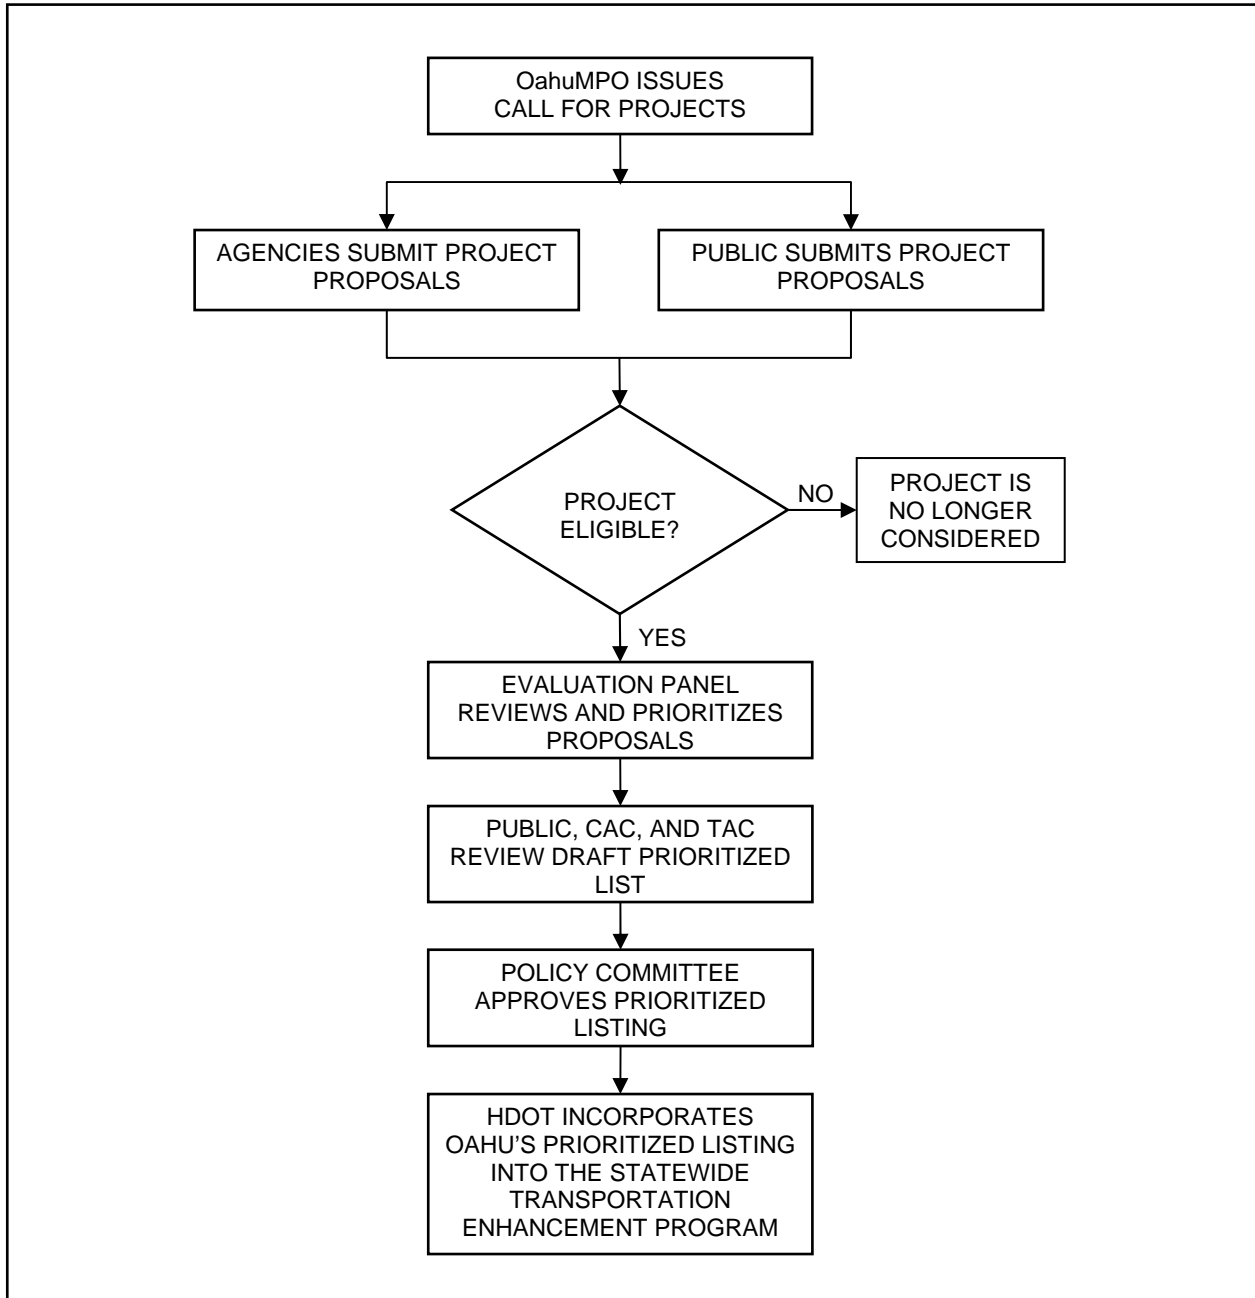 OahuMPO ISSUES
CALL FOR PROJECTS
AGENCIES SUBMIT PROJECT
PROPOSALS
PUBLIC SUBMITS PROJECT
PROPOSALS
PROJECT
ELIGIBLE?
NO
PROJECT IS
NO LONGER
CONSIDERED
YES
EVALUATION PANEL
REVIEWS AND PRIORITIZES
PROPOSALS
PUBLIC, CAC, AND TAC
REVIEW DRAFT PRIORITIZED
LIST
POLICY COMMITTEE
APPROVES PRIORITIZED
LISTING
HDOT INCORPORATES
OAHU’S PRIORITIZED LISTING
INTO THE STATEWIDE
TRANSPORTATION
ENHANCEMENT PROGRAM